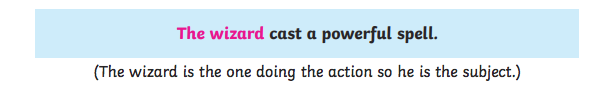 The wizard cast a powerful spell.
(The wizard is the one doing the action so he is the subject.)